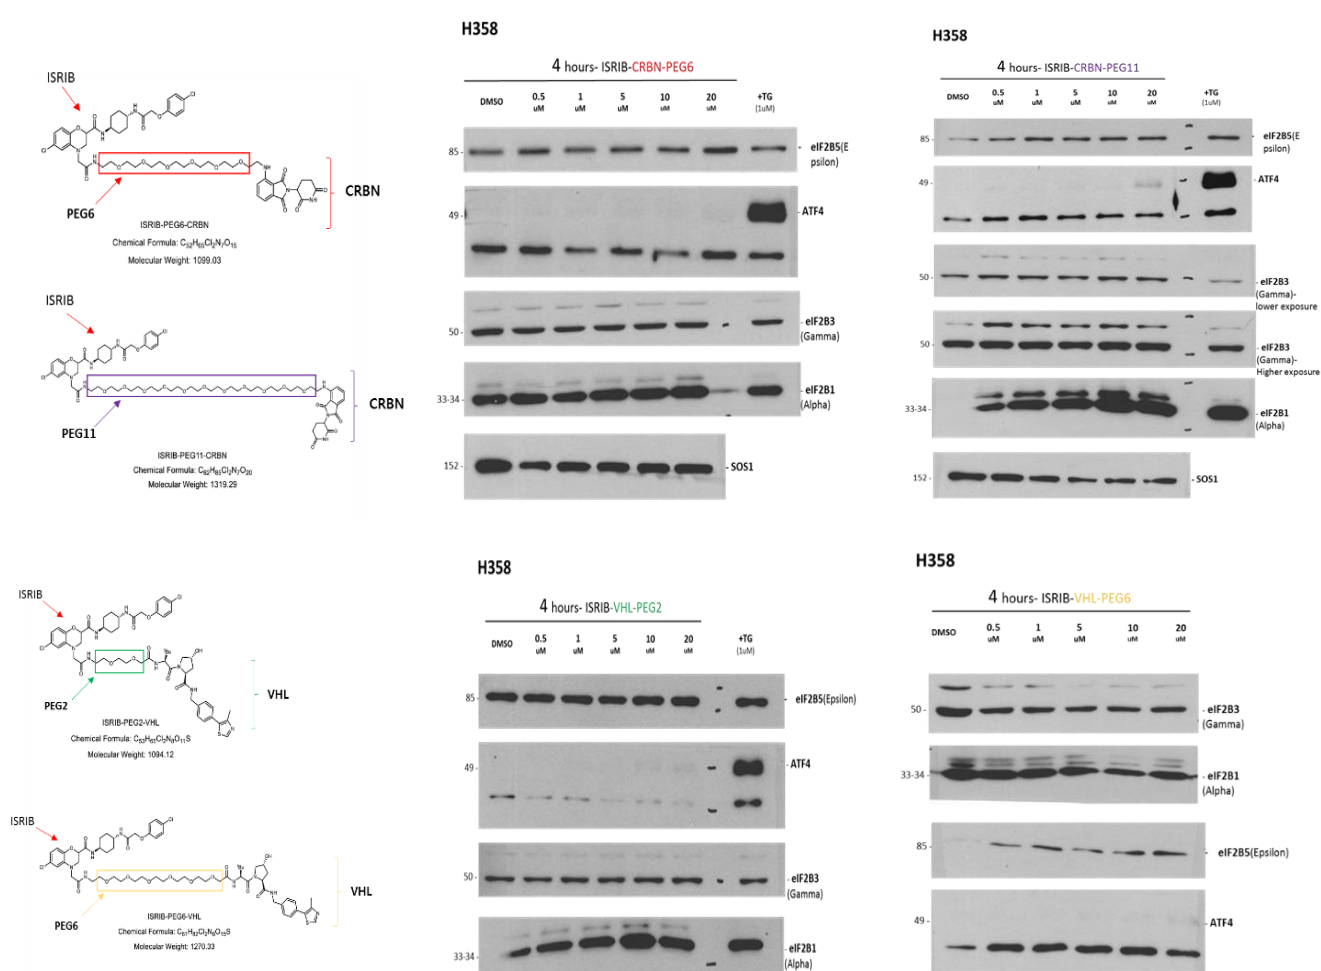 ISRIB
PEG6
CRBN
ISRIB-PEG6-CRBN
Chemical Formula: C52H65Cl2N7O15
Molecular Weight: 1099.03
ISRIB
PEG11
CRBN
ISRIB-PEG11-CRBN
Chemical Formula: C62H85Cl2N7O20
Molecular Weight: 1319.29
H358
4 hours- ISRIB-CRBN-PEG6
DMSO
0.5 uM
1 uM
5 uM
10 uM
20 uM
+TG (1uM)
85
- eIF2B5(E
psilon)
49 -
- ATF4
50 -
- eIF2B3
(Gamma)
33-34 -
- eIF2B1
(Alpha)
152 -
- SOS1
H358
4 hours- ISRIB-CRBN-PEG11
DMSO
0.5 uM
1 uM
5 uM
10 uM
20 uM
+TG (1uM)
85 -
- eIF2B5(E
psilon)
49 -
- ATF4
50 -
- eIF2B3
(Gamma)-
lower exposure
50 -
- eIF2B3
(Gamma)-
Higher exposure
33-34 -
- eIF2B1
(Alpha)
152 -
- SOS1
ISRIB
PEG2
VHL
ISRIB-PEG2-VHL
Chemical Formula: C53H65Cl2N8O11S
Molecular Weight: 1094.12
ISRIB
PEG6
VHL
ISRIB-PEG6-VHL
Chemical Formula: C61H82Cl2N8O15S
Molecular Weight: 1270.33
H358
4 hours- ISRIB-VHL-PEG2
DMSO
0.5 uM
1 uM
5 uM
10 uM
20 uM
+TG (1uM)
85 -
- eIF2B5(Epsilon)
49 -
- ATF4
50 -
- eIF2B3
(Gamma)
33-34 -
- eIF2B1
(Alpha)
H358
4 hours- ISRIB-VHL-PEG6
DMSO
0.5 uM
1 uM
5 uM
10 uM
20 uM
50 -
- eIF2B3
(Gamma)
33-34 -
- eIF2B1
(Alpha)
85 -
- eIF2B5(Epsilon)
49 -
- ATF4